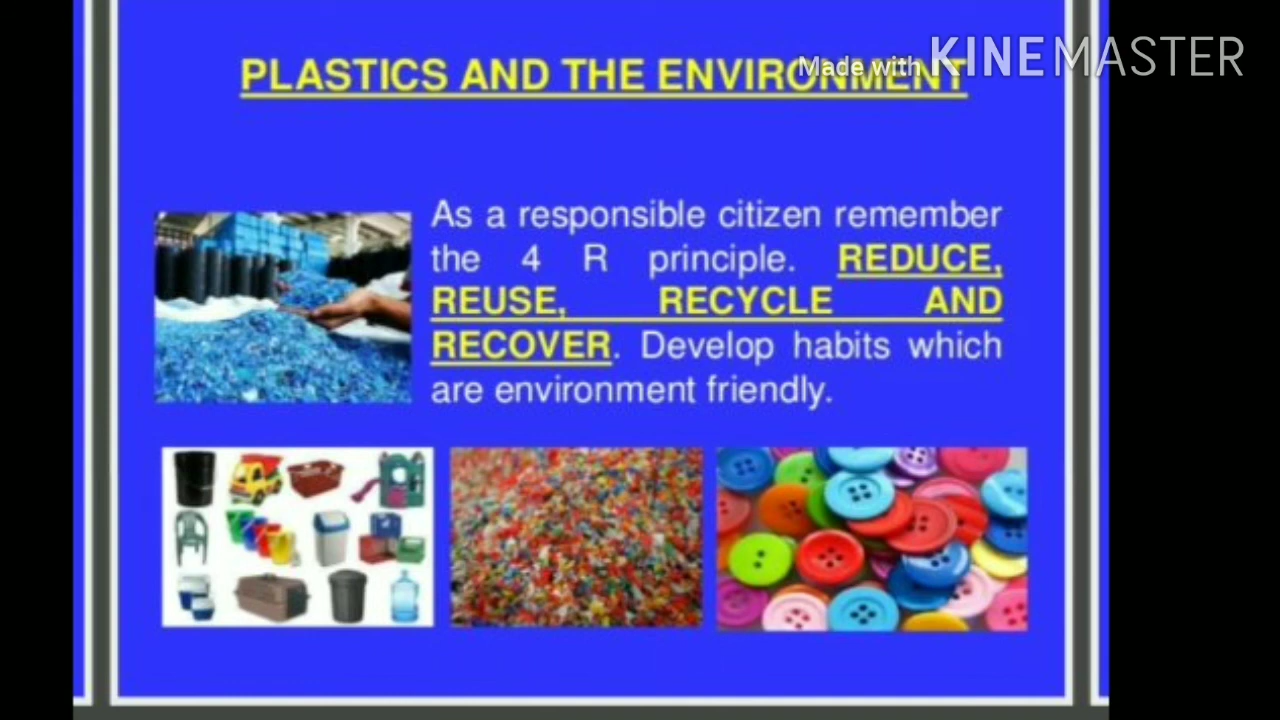 PLASTICS AND THE ENVIRONMENT
Made with KINEMASTER
As a responsible citizen remember
the 4 R principle. REDUCE,
REUSE, RECYCLE AND
RECOVER. Develop habits which
are environment friendly.